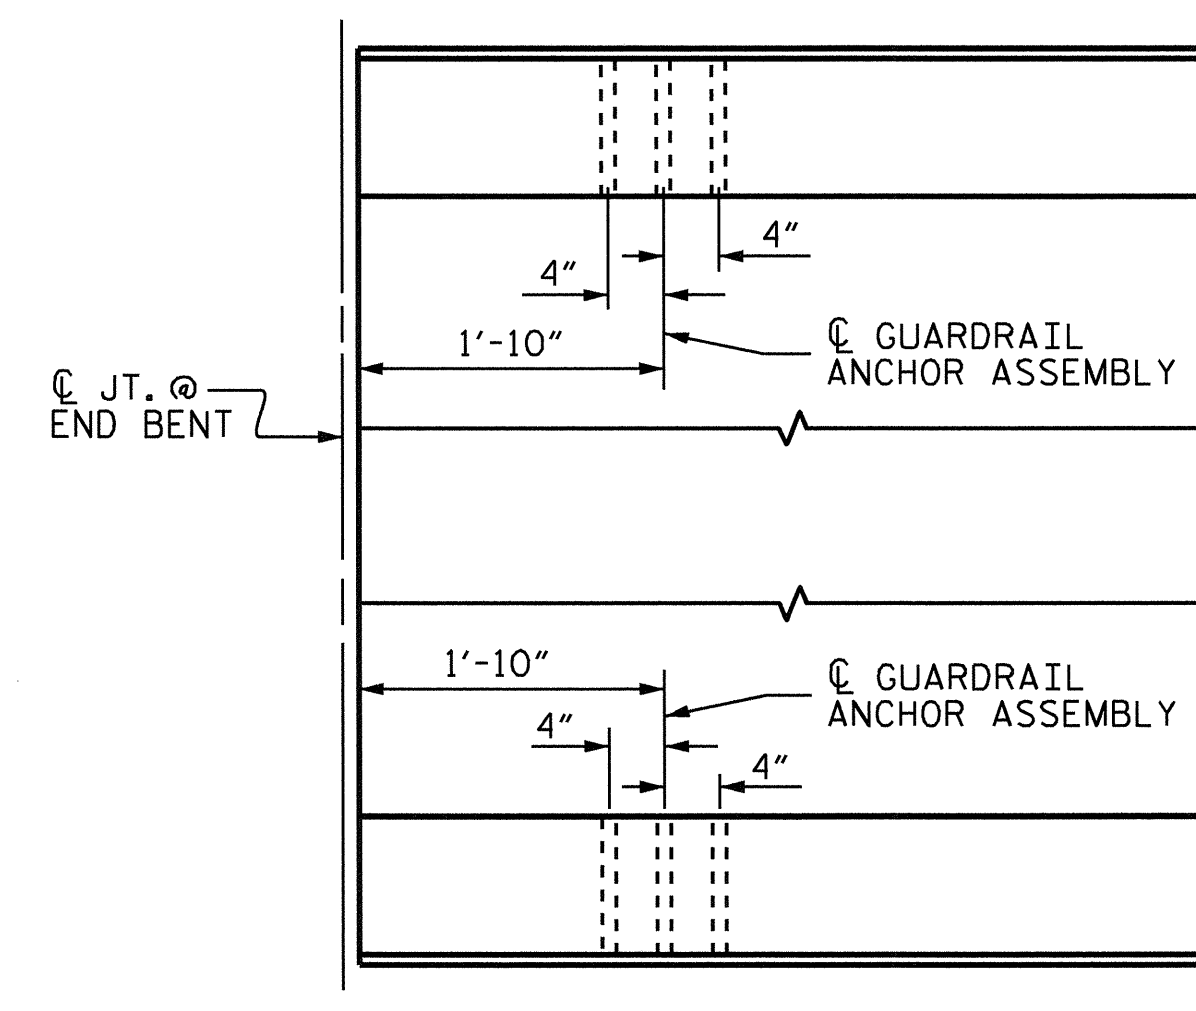 4″
4″
1′-10″
℄ GUARDRAIL
ANCHOR ASSEMBLY
℄ JT. @
END BENT
1′-10″
℄ GUARDRAIL
ANCHOR ASSEMBLY
4″
4″